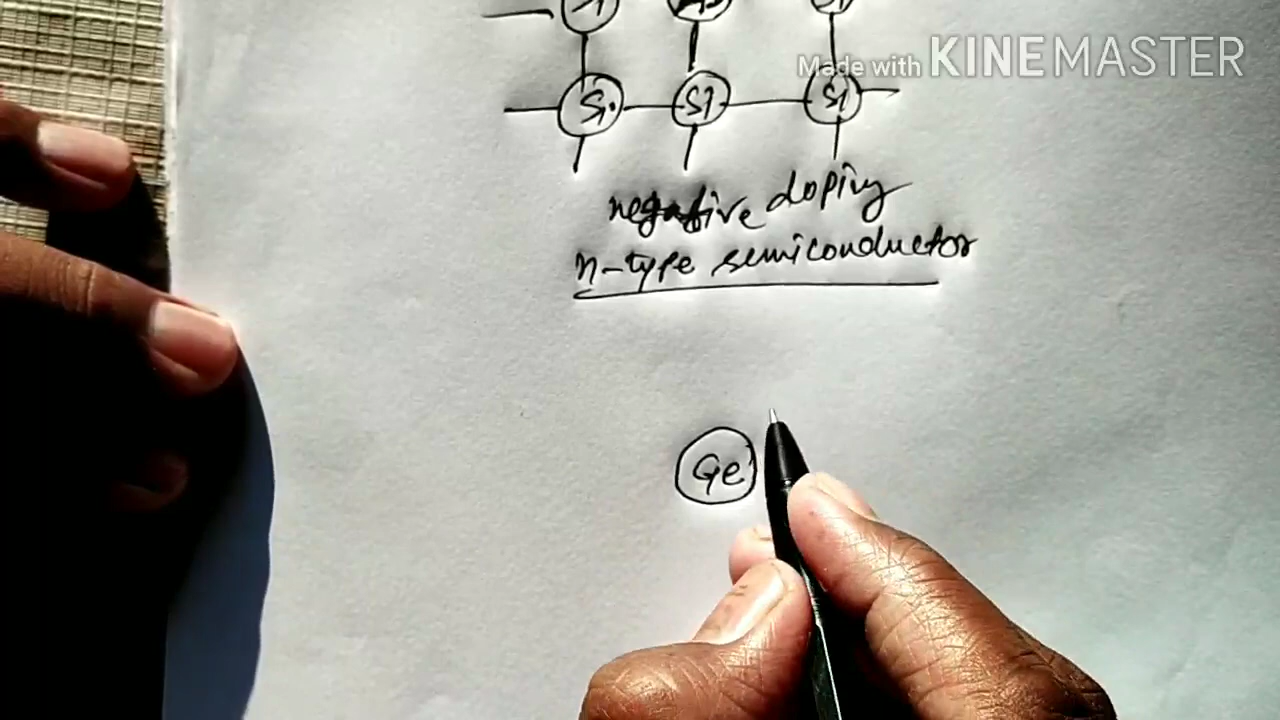 Made with KINEMASTER
Si Si Si
negative doping
n-type semiconductor
Ge